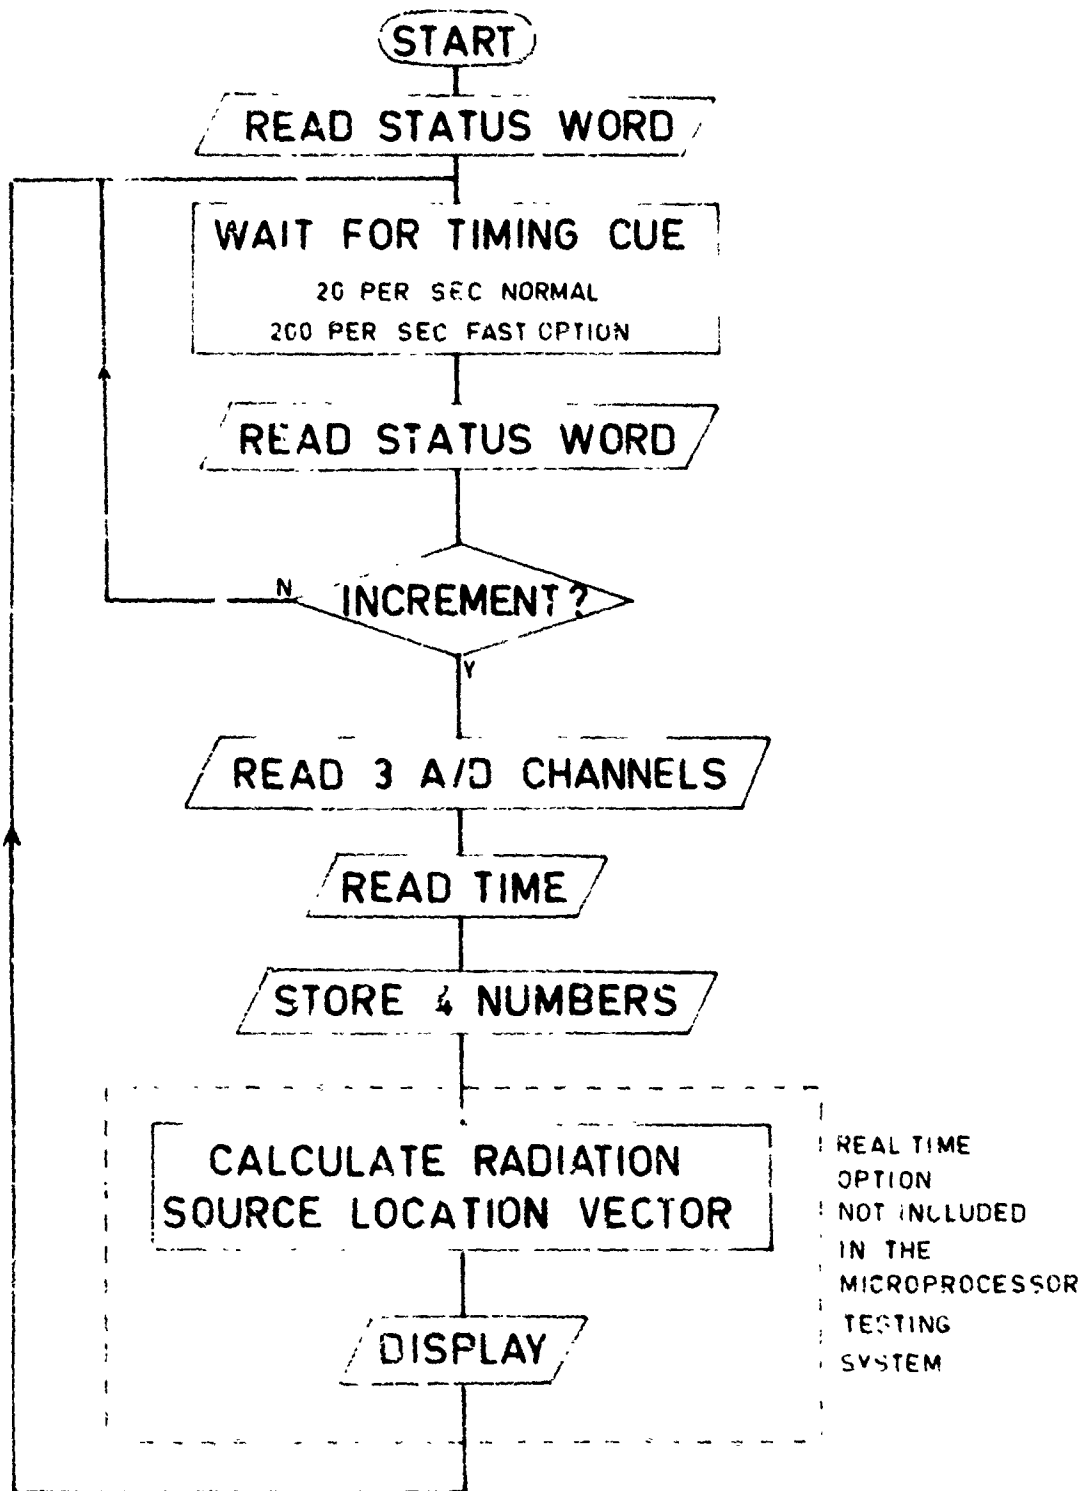 START
READ STATUS WORD
WAIT FOR TIMING CUE
20 PER SEC NORMAL
200 PER SEC FAST OPTION
READ STATUS WORD
N
INCREMENT?
Y
READ 3 A/D CHANNELS
READ TIME
STORE 4 NUMBERS
CALCULATE RADIATION
SOURCE LOCATION VECTOR
DISPLAY
REAL TIME
OPTION
NOT INCLUDED
IN THE
MICROPROCESSOR
TESTING
SYSTEM